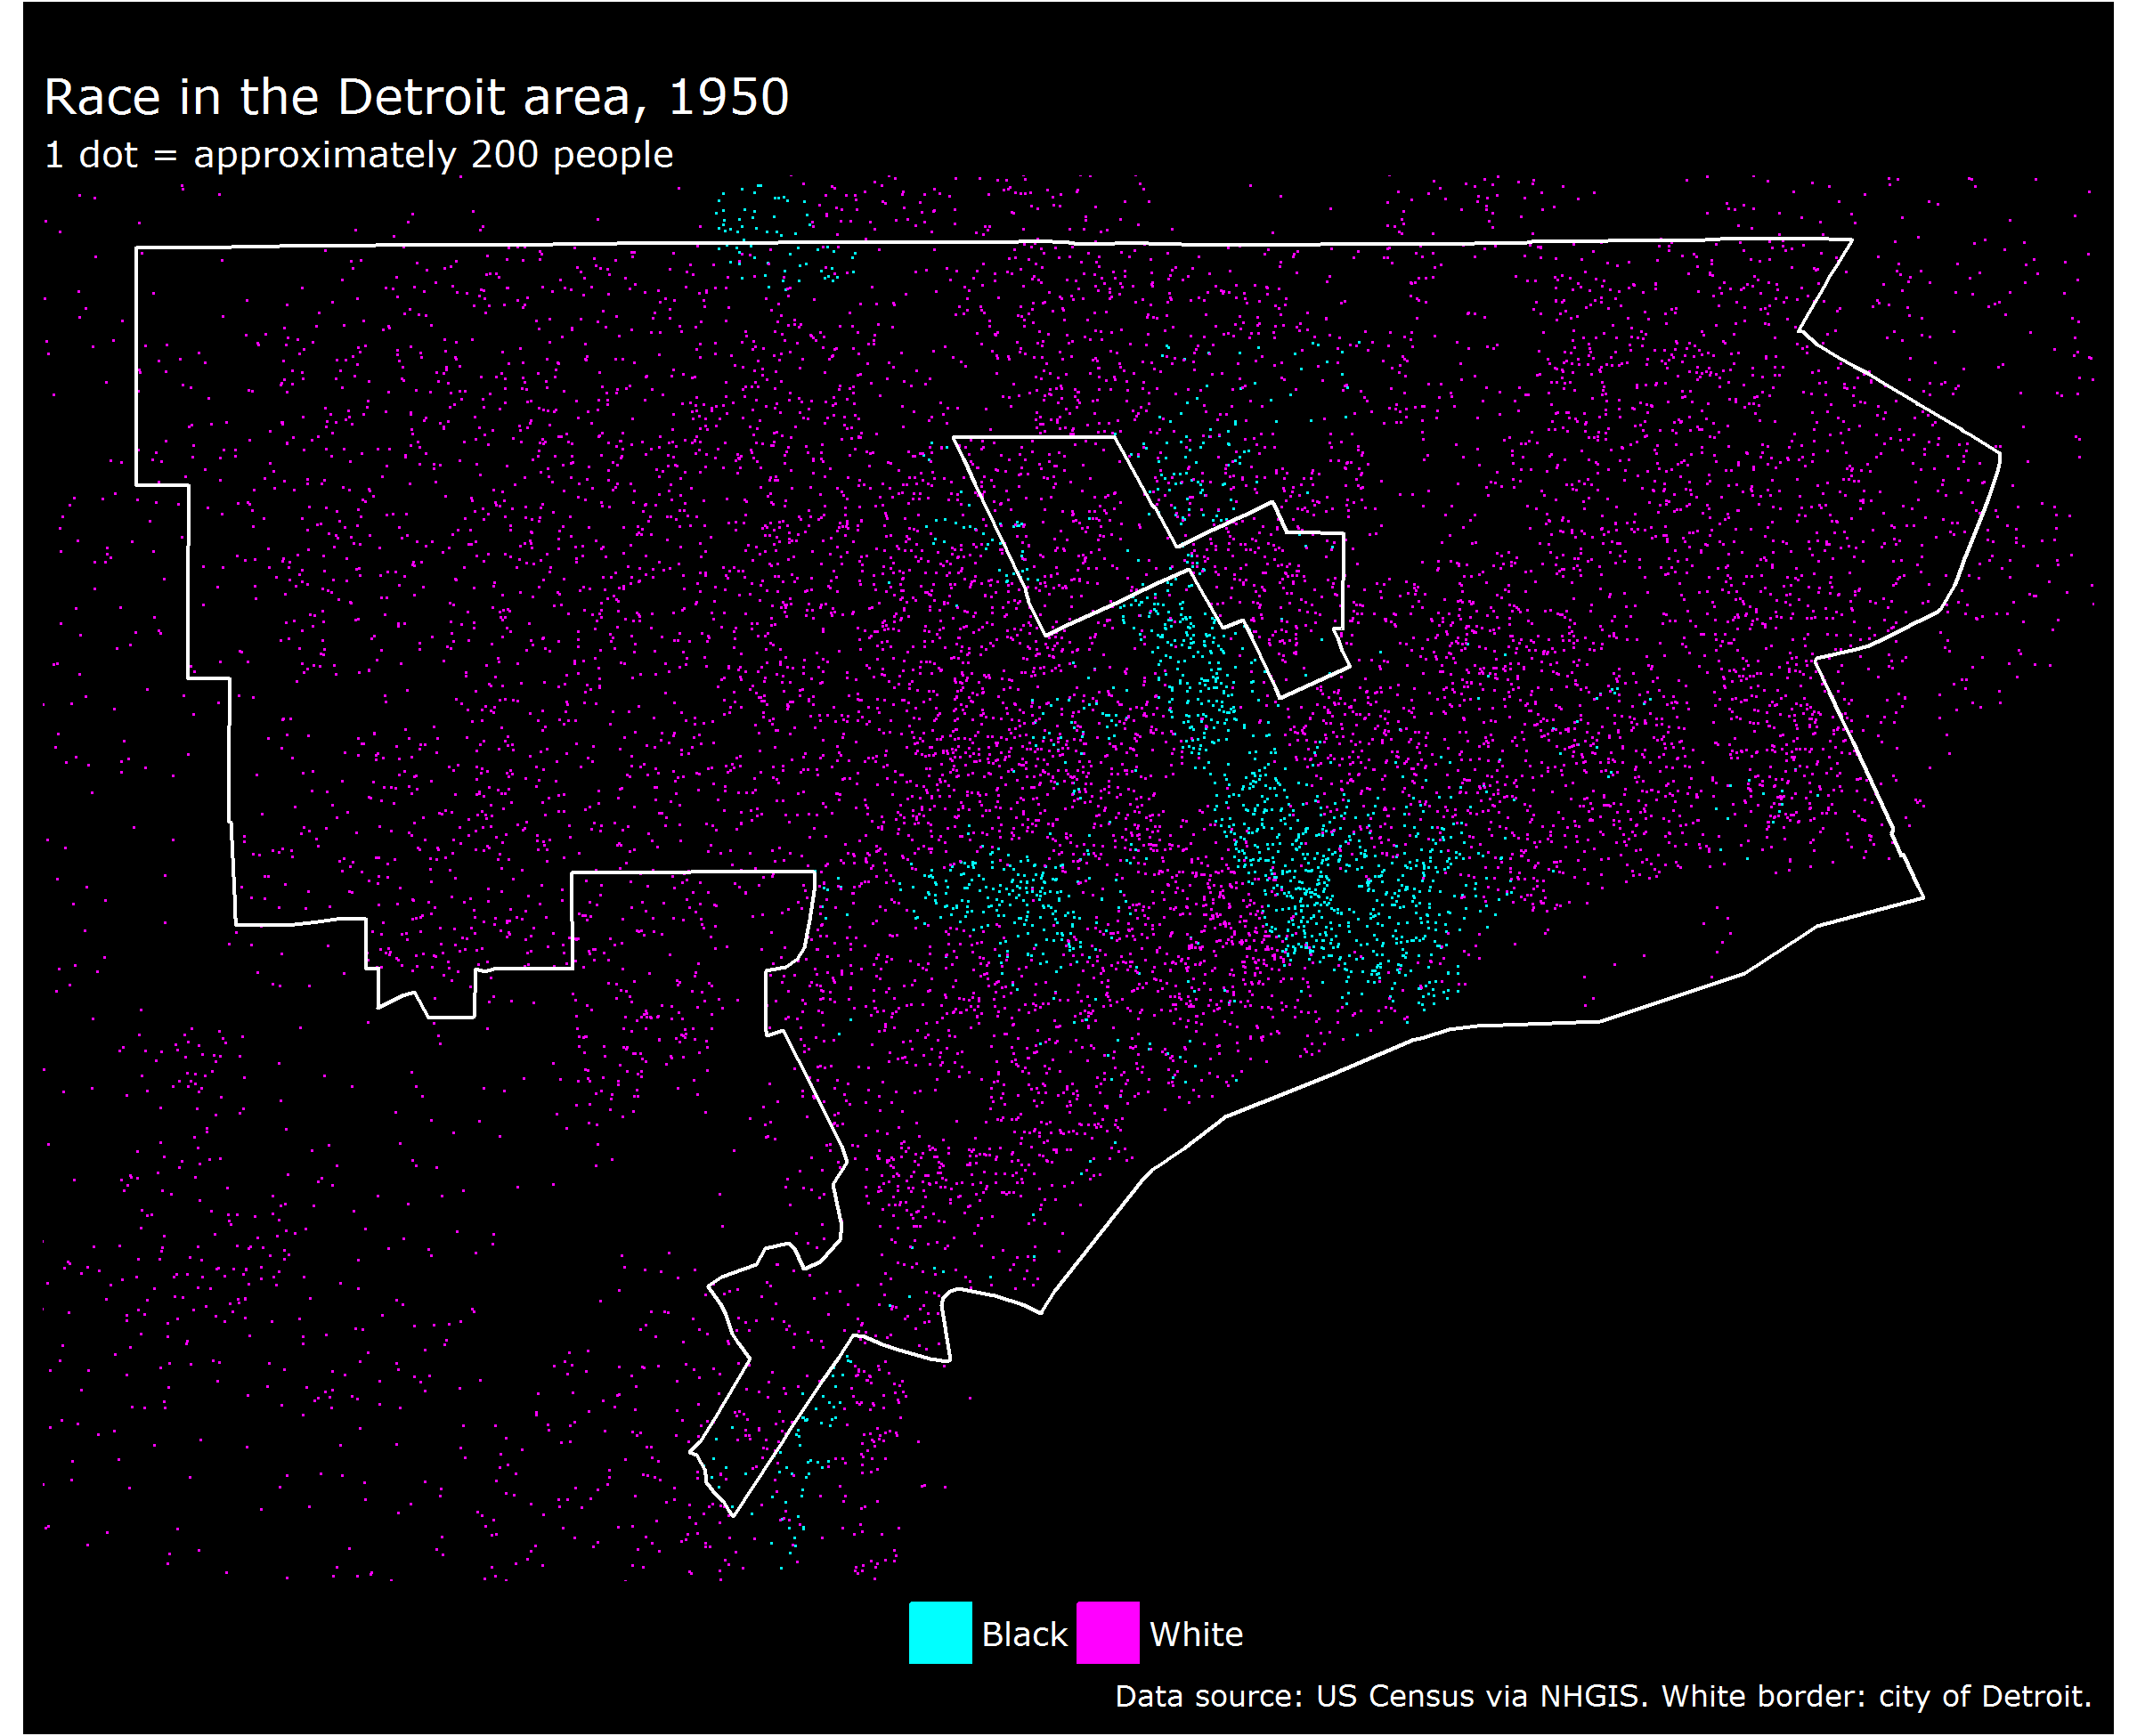 Race in the Detroit area, 1950
1 dot = approximately 200 people
Black White
Data source: US Census via NHGIS. White border: city of Detroit.